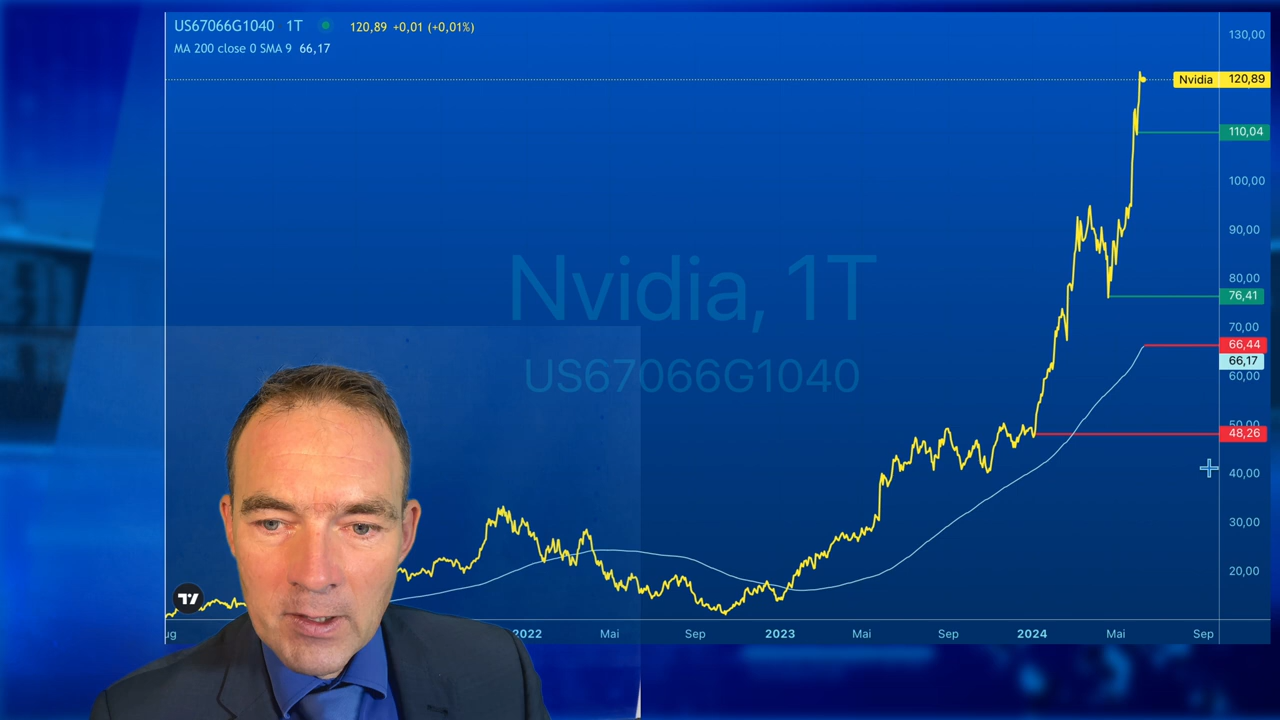 US67066G1040 1T 120,89 +0,01 (+0,01%)
MA 200 close 0 SMA 9 66,17
130,00
Nvidia 120,89
110,04
100,00
90,00
80,00
76,41
70,00
66,44
66,17
60,00
50,00
48,26
40,00
30,00
20,00
Nvidia, 1T
US67066G1040
ug 2022 Mai Sep 2023 Mai Sep 2024 Mai Sep